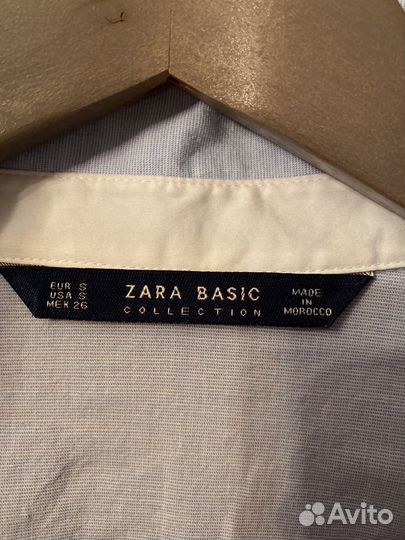 EUR S
USA S
MEX 26
ZARA BASIC
COLLECTION
MADE
IN
MOROCCO
Avito